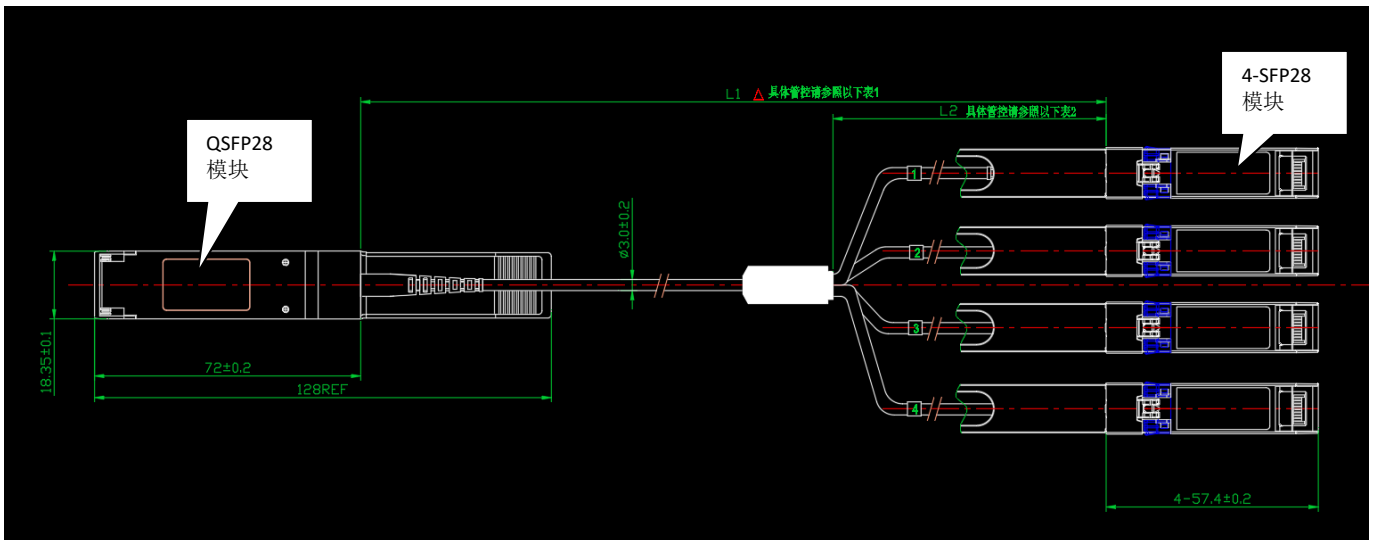 L1 △ 具体管控请参照以下表1
L2 具体管控请参照以下表2
4-SFP28
模块
QSFP28
模块
1
Ø3.0±0.2
2
3
18.35±0.1
72±0.2
128REF
4
4-57.4±0.2